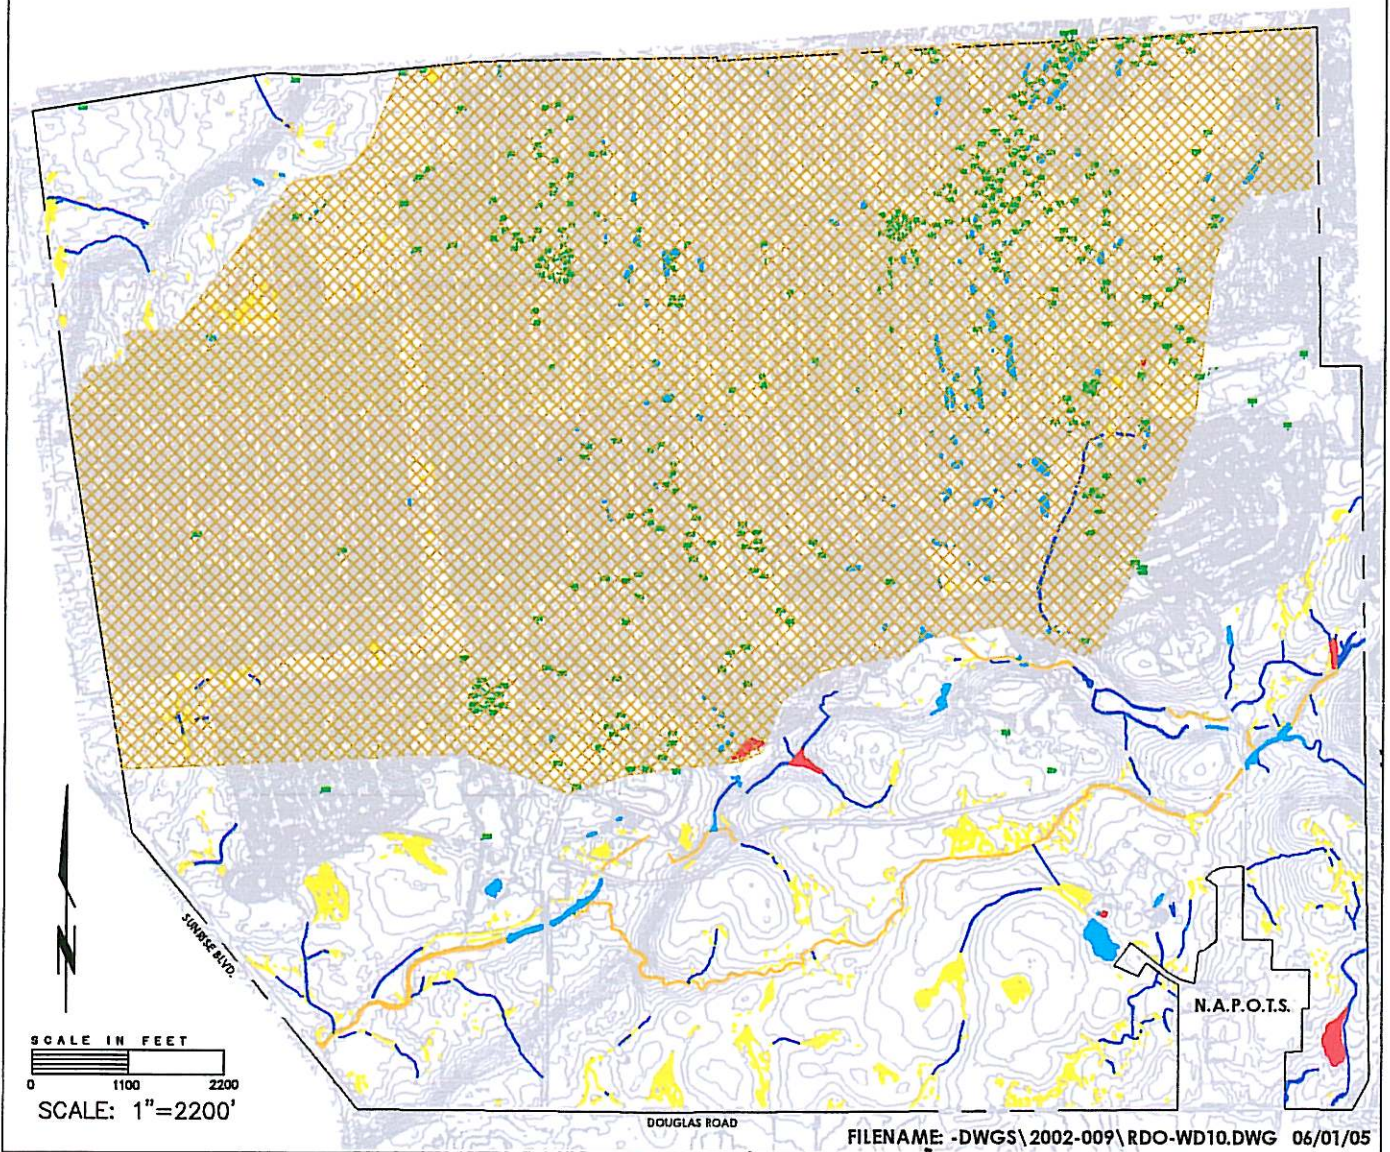 SUNRISE BLVD.
N
N.A.P.O.T.S.
SCALE IN FEET
0 1100 2200
SCALE: 1"=2200'
DOUGLAS ROAD
FILENAME: -DWGS\2002-009\RDO-WD10.DWG 06/01/05